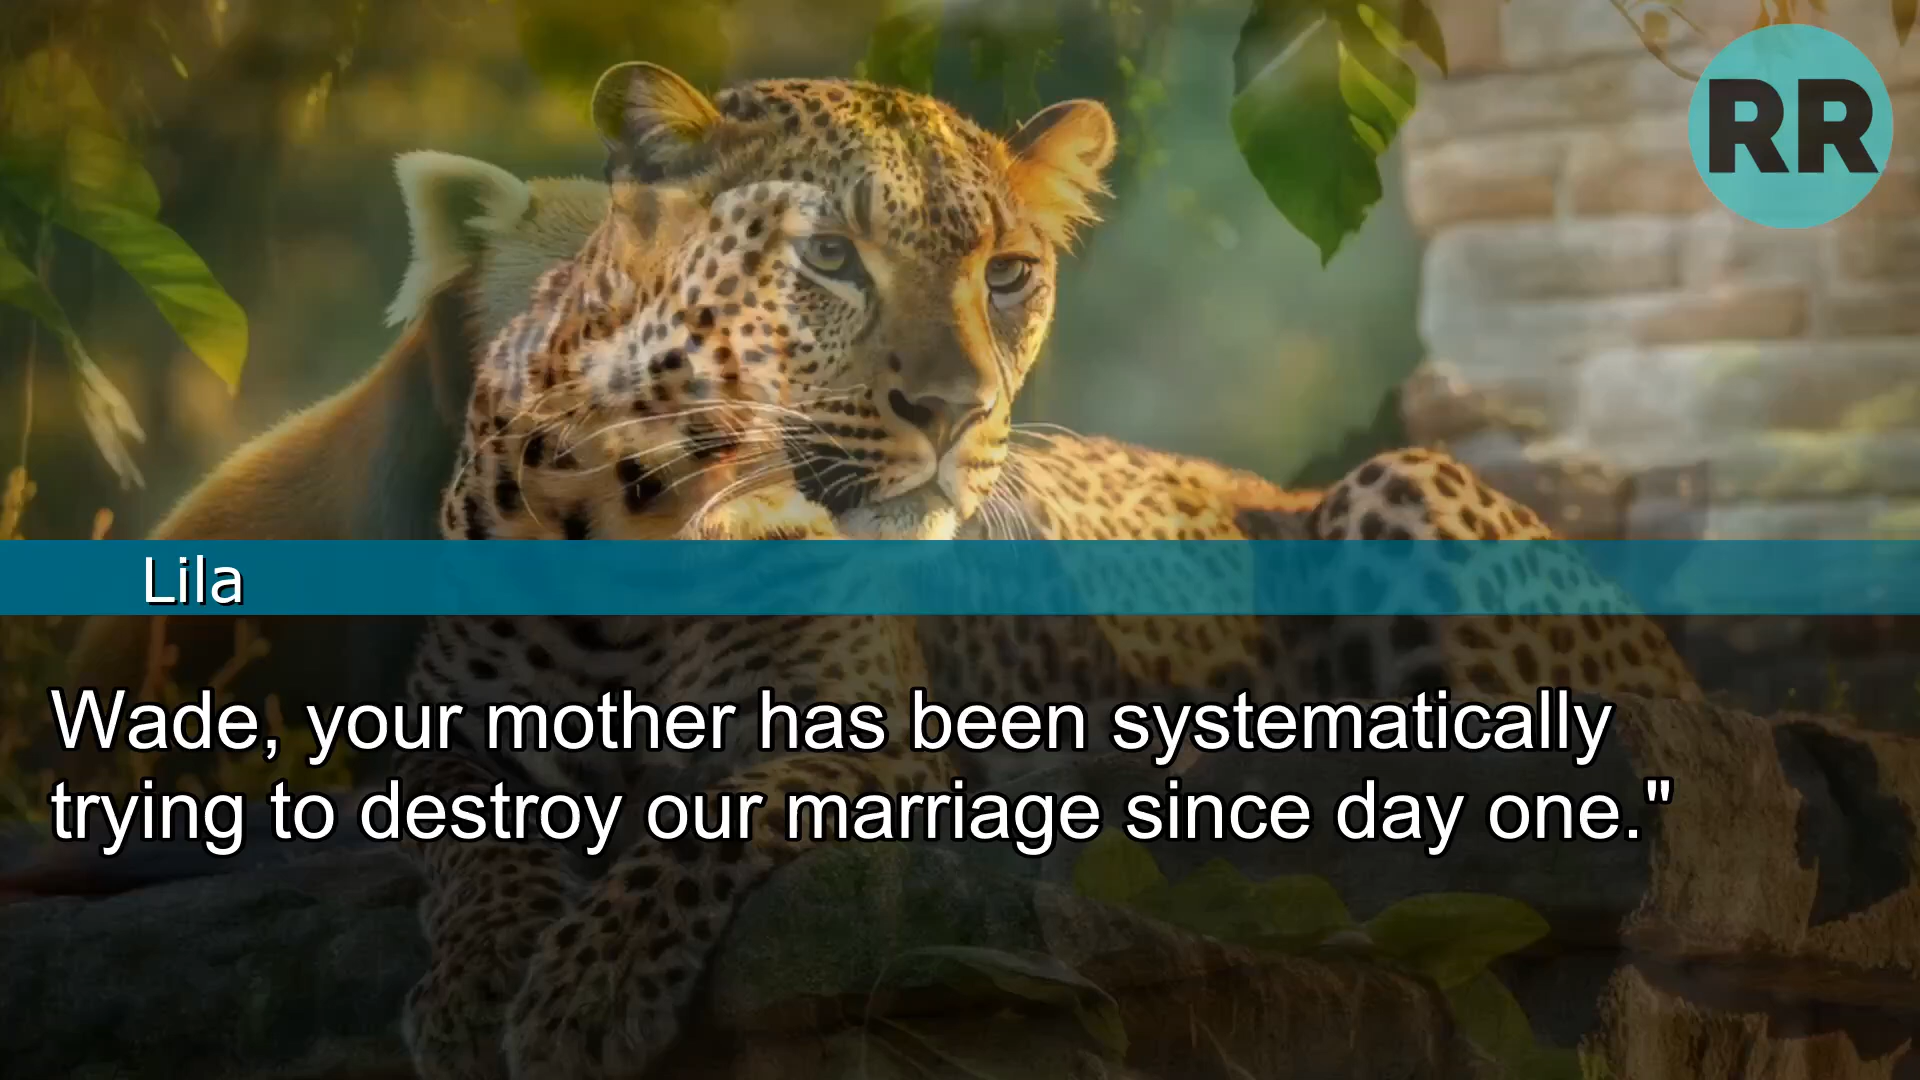 RR
Lila
Wade, your mother has been systematically
trying to destroy our marriage since day one."